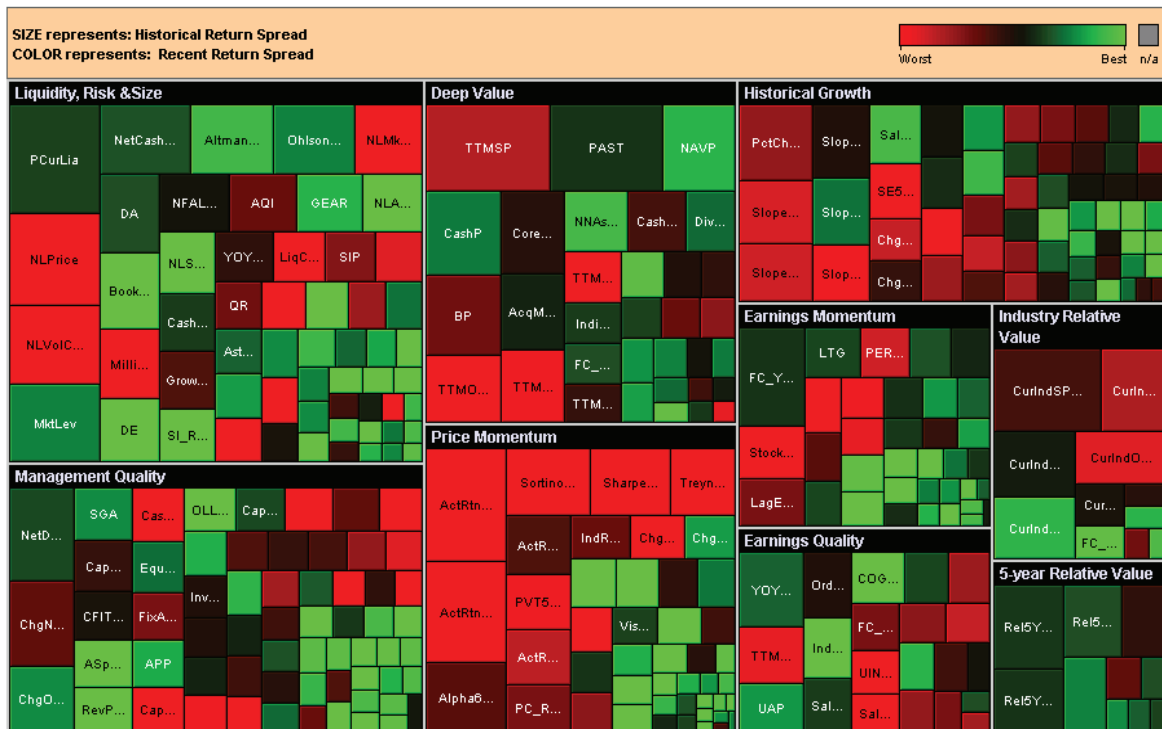 SIZE represents: Historical Return Spread
COLOR represents: Recent Return Spread
Worst
Best
n/a
Liquidity, Risk &Size
PCurLia
NetCash...
Altman...
Ohlson...
NLMk...
DA
NFAL...
AQI
GEAR
NLA...
NLPrice
Book...
NLS...
YOY...
LiqC...
SIP
QR
Cash...
NLVolC...
Milli...
Grow...
Ast...
MktLev
DE
SI_R...
Management Quality
NetD...
SGA
Cas...
OLL...
Cap...
Cap...
Equ...
Inv...
ChgN...
CFIT...
FixA...
ASp...
APP
ChgO...
RevP...
Cap...
Deep Value
TTMSP
PAST
NAVP
CashP
Core...
NNAs...
Cash...
Div...
TTM...
BP
AcqM...
Indi...
FC_...
TTMO...
TTM...
TTM...
Price Momentum
ActRtn...
Sortino...
Sharpe...
Treyn...
ActR...
IndR...
Chg...
Chg...
ActRtn...
PVT5...
Vis...
ActR...
Alpha6...
PC_R...
Historical Growth
PctCh...
Slop...
Sal...
SE5...
Slope...
Slop...
Chg...
Slope...
Slop...
Chg...
Earnings Momentum
FC_Y...
LTG
PER...
Stock...
LagE...
Industry Relative
Value
CurIndSP...
CurIn...
CurInd...
CurIndO...
CurInd...
Cur...
FC_...
Earnings Quality
YOY...
Ord...
COG...
FC_...
TTM...
Ind...
UIN...
UAP
Sal...
Sal...
5-year Relative Value
Rel5Y...
Rel5...
Rel5Y...